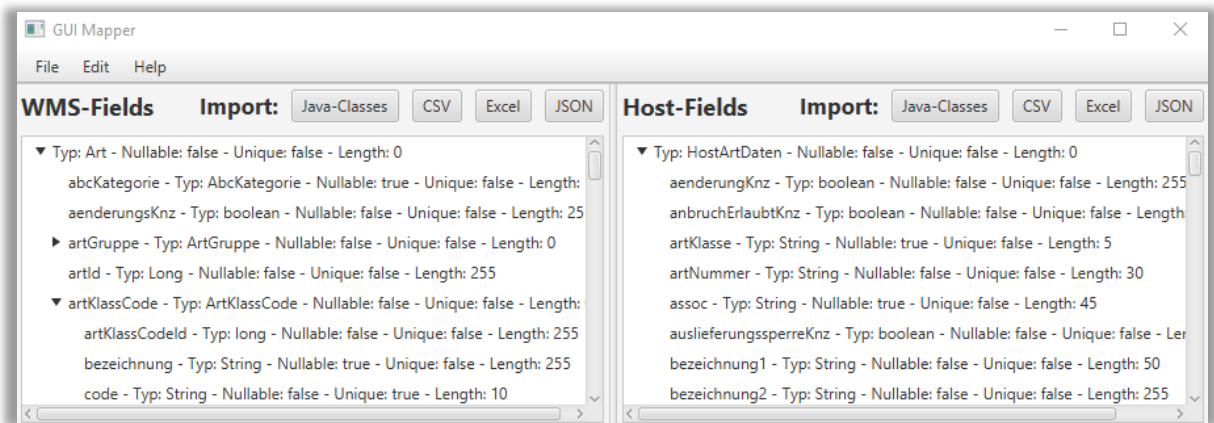 GUI Mapper
File Edit Help
WMS-Fields Import: Java-Classes CSV Excel JSON
Typ: Art - Nullable: false - Unique: false - Length: 0
abcKategorie - Typ: AbcKategorie - Nullable: true - Unique: false - Length:
aenderungsKnz - Typ: boolean - Nullable: false - Unique: false - Length: 25
artGruppe - Typ: ArtGruppe - Nullable: false - Unique: false - Length: 0
artId - Typ: Long - Nullable: false - Unique: false - Length: 255
artKlassCode - Typ: ArtKlassCode - Nullable: false - Unique: false - Length:
artKlassCodeId - Typ: long - Nullable: false - Unique: false - Length: 255
bezeichnung - Typ: String - Nullable: true - Unique: false - Length: 255
code - Typ: String - Nullable: false - Unique: true - Length: 10
Host-Fields Import: Java-Classes CSV Excel JSON
Typ: HostArtDaten - Nullable: false - Unique: false - Length: 0
aenderungKnz - Typ: boolean - Nullable: false - Unique: false - Length: 255
anbruchErlaubtKnz - Typ: boolean - Nullable: false - Unique: false - Length:
artKlasse - Typ: String - Nullable: true - Unique: false - Length: 5
artNummer - Typ: String - Nullable: false - Unique: false - Length: 30
assoc - Typ: String - Nullable: true - Unique: false - Length: 45
auslieferungssperreKnz - Typ: boolean - Nullable: false - Unique: false - Ler
bezeichnung1 - Typ: String - Nullable: false - Unique: false - Length: 50
bezeichnung2 - Typ: String - Nullable: false - Unique: false - Length: 255